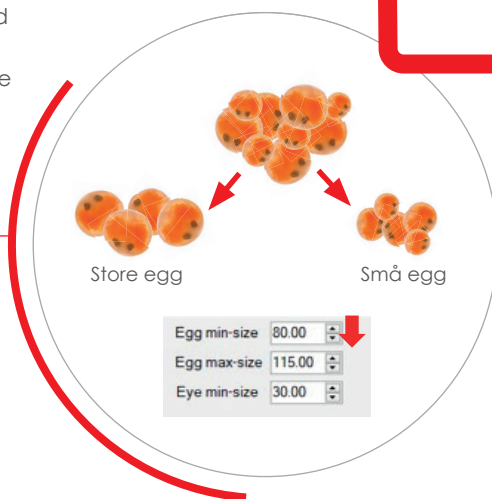 Store egg
Små egg
Egg min-size 80.00
Egg max-size 115.00
Eye min-size 30.00